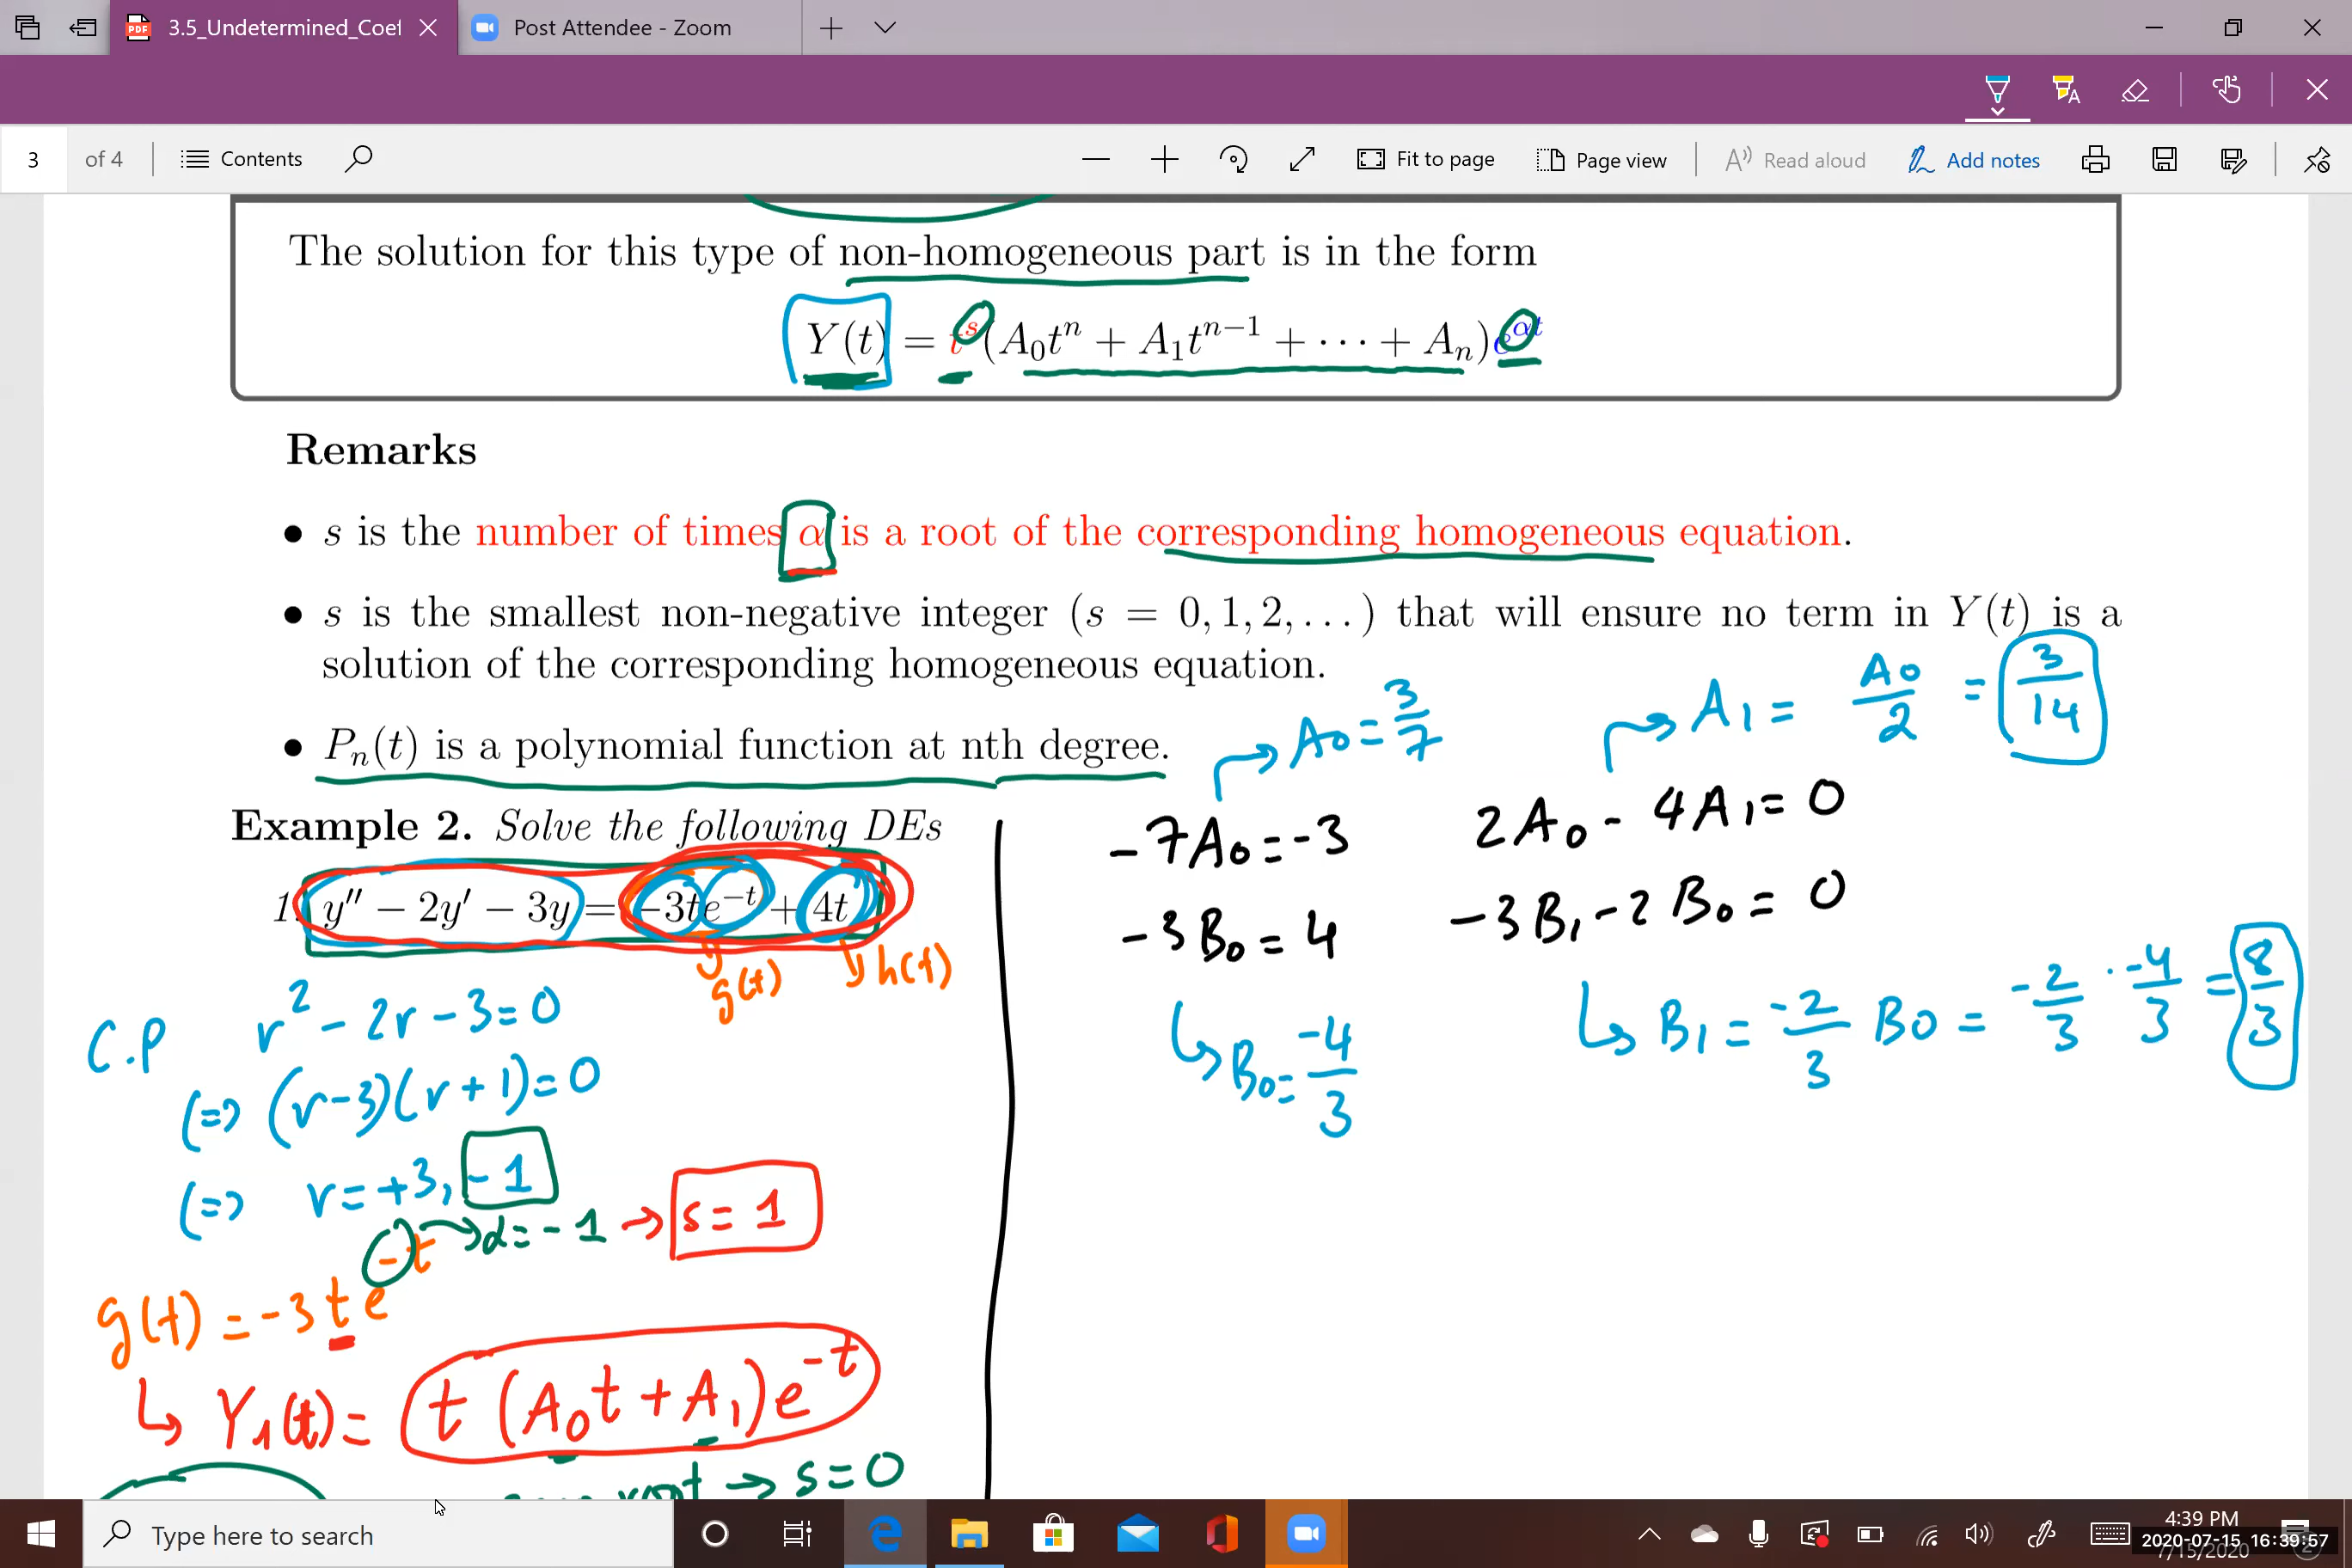 3.5_Undetermined_Coef
Post Attendee - Zoom
3 of 4 Contents Fit to page Page view Read aloud Add notes
The solution for this type of non-homogeneous part is in the form
Y(t) = t^s(A_0t^n + A_1t^{n−1} + ··· + A_n)e^{αt}
Remarks
• s is the number of times α is a root of the corresponding homogeneous equation.
• s is the smallest non-negative integer (s = 0, 1, 2, ...) that will ensure no term in Y(t) is a
solution of the corresponding homogeneous equation.
• P_n(t) is a polynomial function at nth degree.
Example 2. Solve the following DEs
1. y'' − 2y' − 3y = −3te^{−t} + 4t
g(t) h(t)
C.P r^2 - 2r - 3 = 0
(=) (r-3)(r+1) = 0
(=) r = +3, -1
α = -1 → s = 1
g(t) = -3te^{-t}
↳ Y_1(t) = t(A_0t + A_1)e^{-t}
root → s = 0
→ A_0 = 3/7
→ A_1 = A_0/2 = 3/14
-7A_0 = -3 2A_0 - 4A_1 = 0
-3B_0 = 4 -3B_1 - 2B_0 = 0
↳ B_0 = -4/3
↳ B_1 = -2/3 B_0 = -2/3 · -4/3 = 8/3
Type here to search
4:39 PM
2020-07-15 16:39:57
7/15/2020